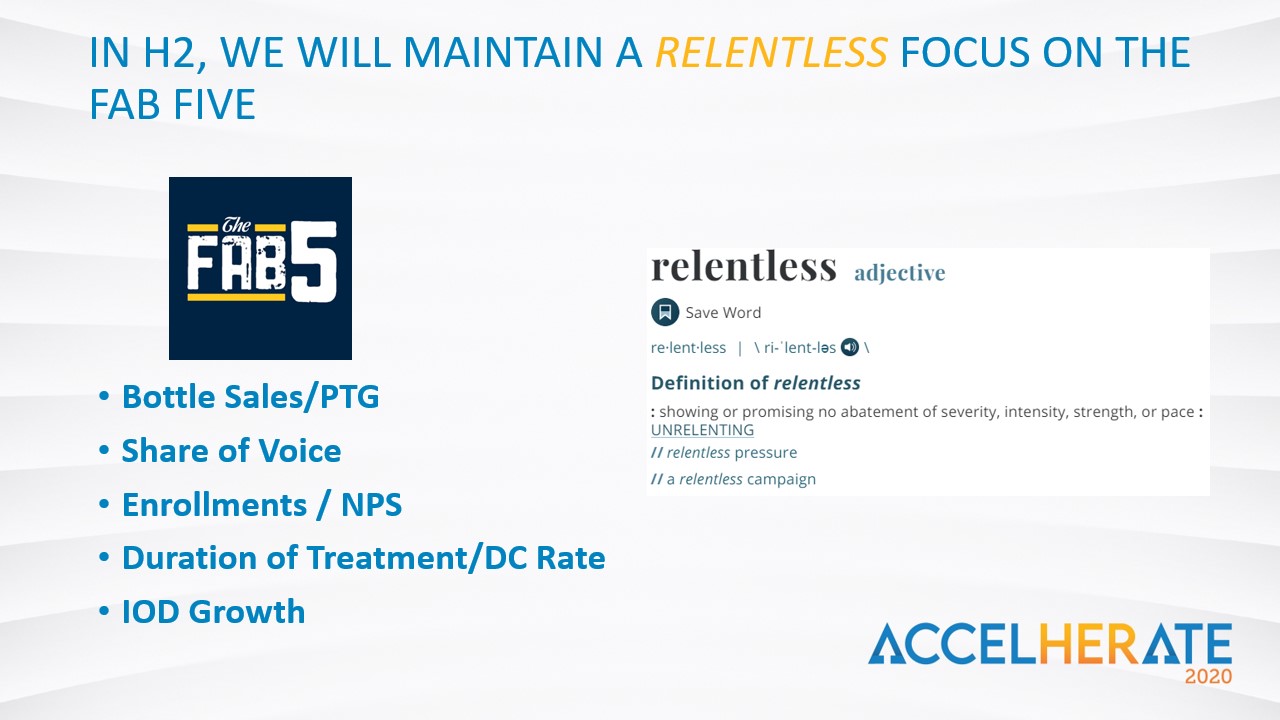 IN H2, WE WILL MAINTAIN A RELENTLESS FOCUS ON THE
FAB FIVE
The
FAB5
• Bottle Sales/PTG
• Share of Voice
• Enrollments / NPS
• Duration of Treatment/DC Rate
• IOD Growth
relentless adjective
Save Word
re·lent·less | \ ri-ˈlent-ləs \
Definition of relentless
: showing or promising no abatement of severity, intensity, strength, or pace :
UNRELENTING
// relentless pressure
// a relentless campaign
ACCELHERATE
2020